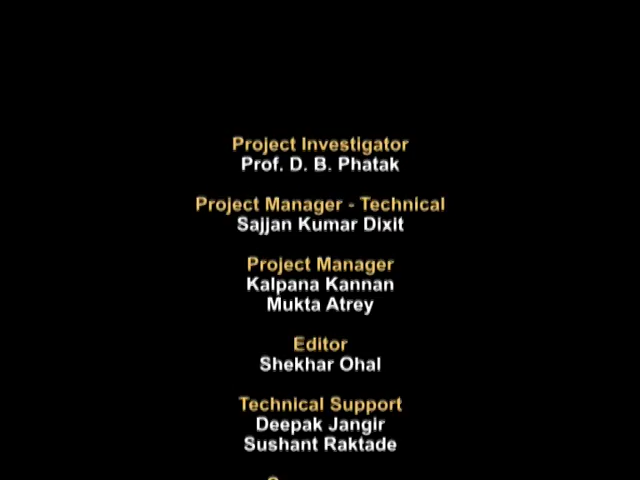 Project Investigator
Prof. D. B. Phatak
Project Manager - Technical
Sajjan Kumar Dixit
Project Manager
Kalpana Kannan
Mukta Atrey
Editor
Shekhar Ohal
Technical Support
Deepak Jangir
Sushant Raktade